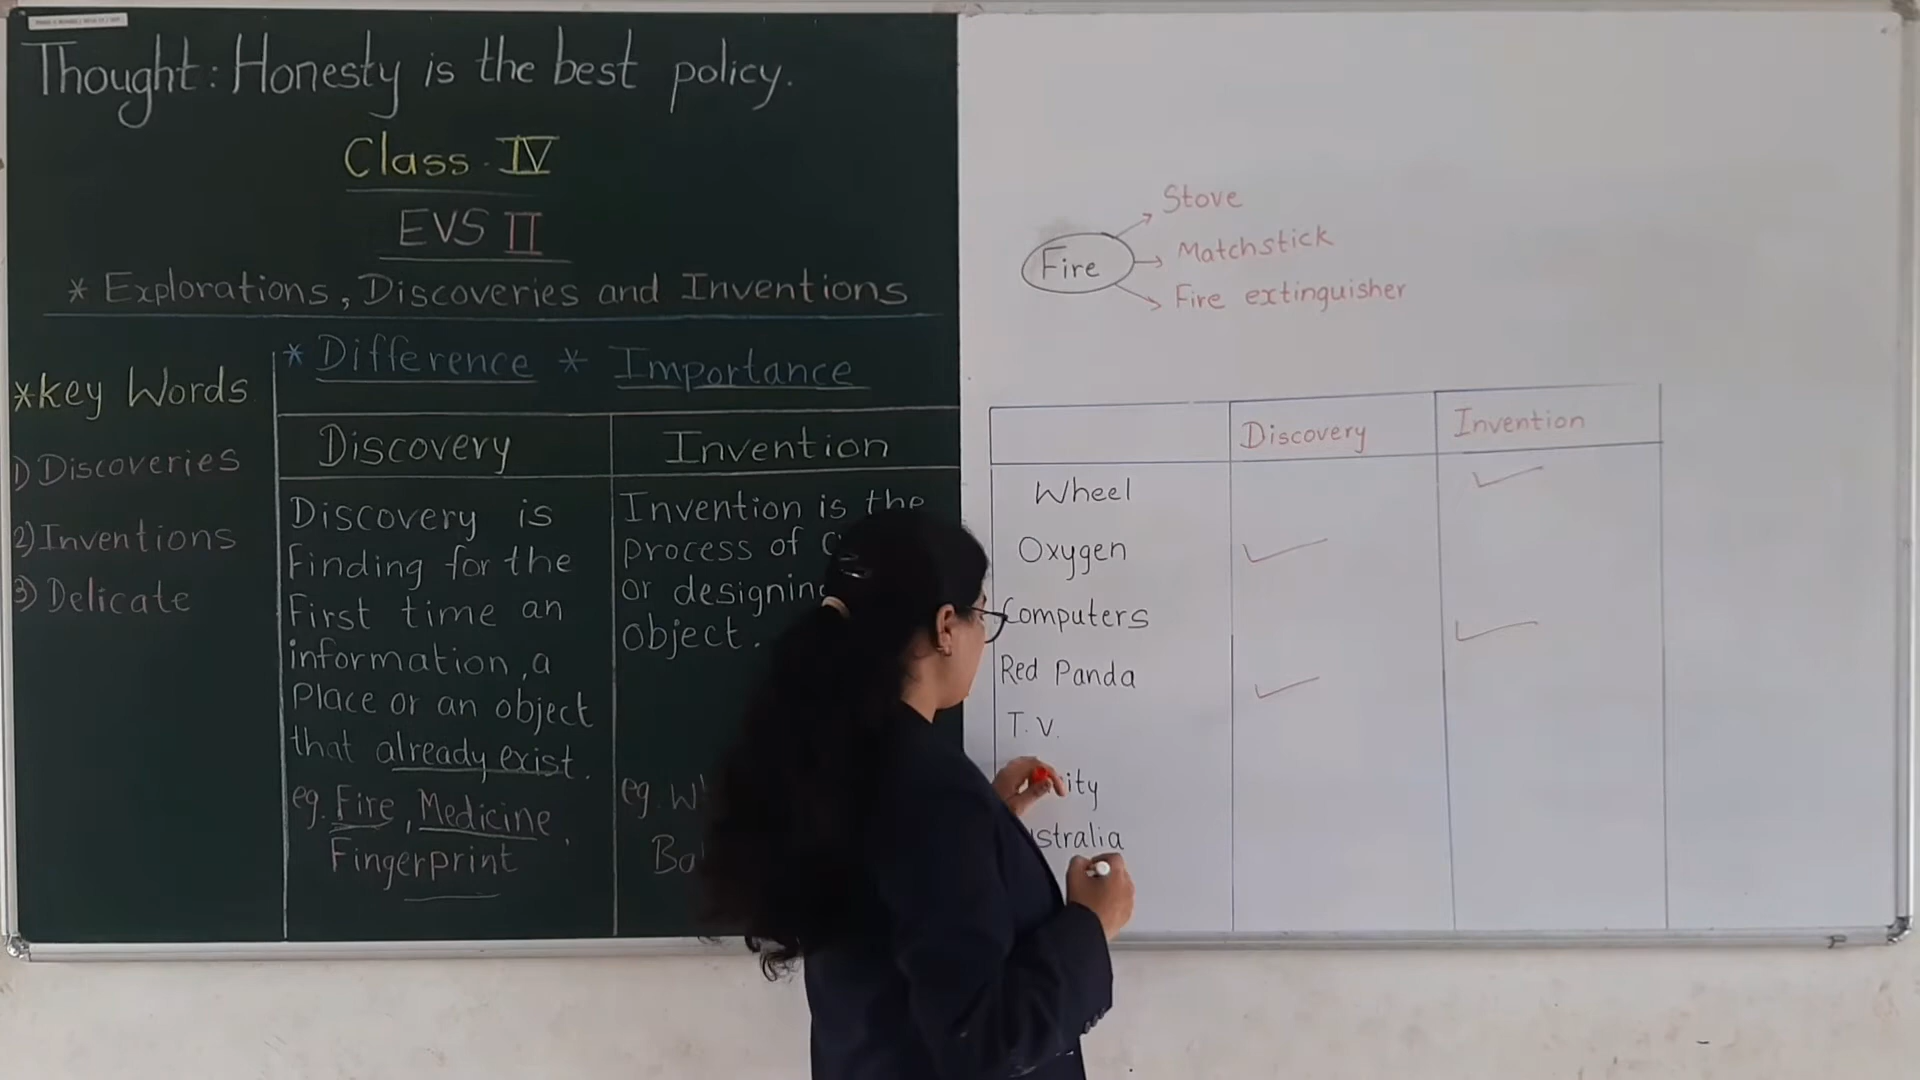 Thought: Honesty is the best policy.
Class. IV
EVS II
* Explorations, Discoveries and Inventions
* Difference * Importance
*Key Words
1) Discoveries
2) Inventions
3) Delicate
Discovery
Discovery is
Finding for the
First time an
information, a
Place or an object
that already exist.
eg. Fire, Medicine,
Fingerprint
Invention
Invention is the
process of
or designing
object.
eg.
Stove
Fire
Matchstick
Fire extinguisher
Discovery Invention
Wheel
Oxygen
Computers
Red Panda
T.V.